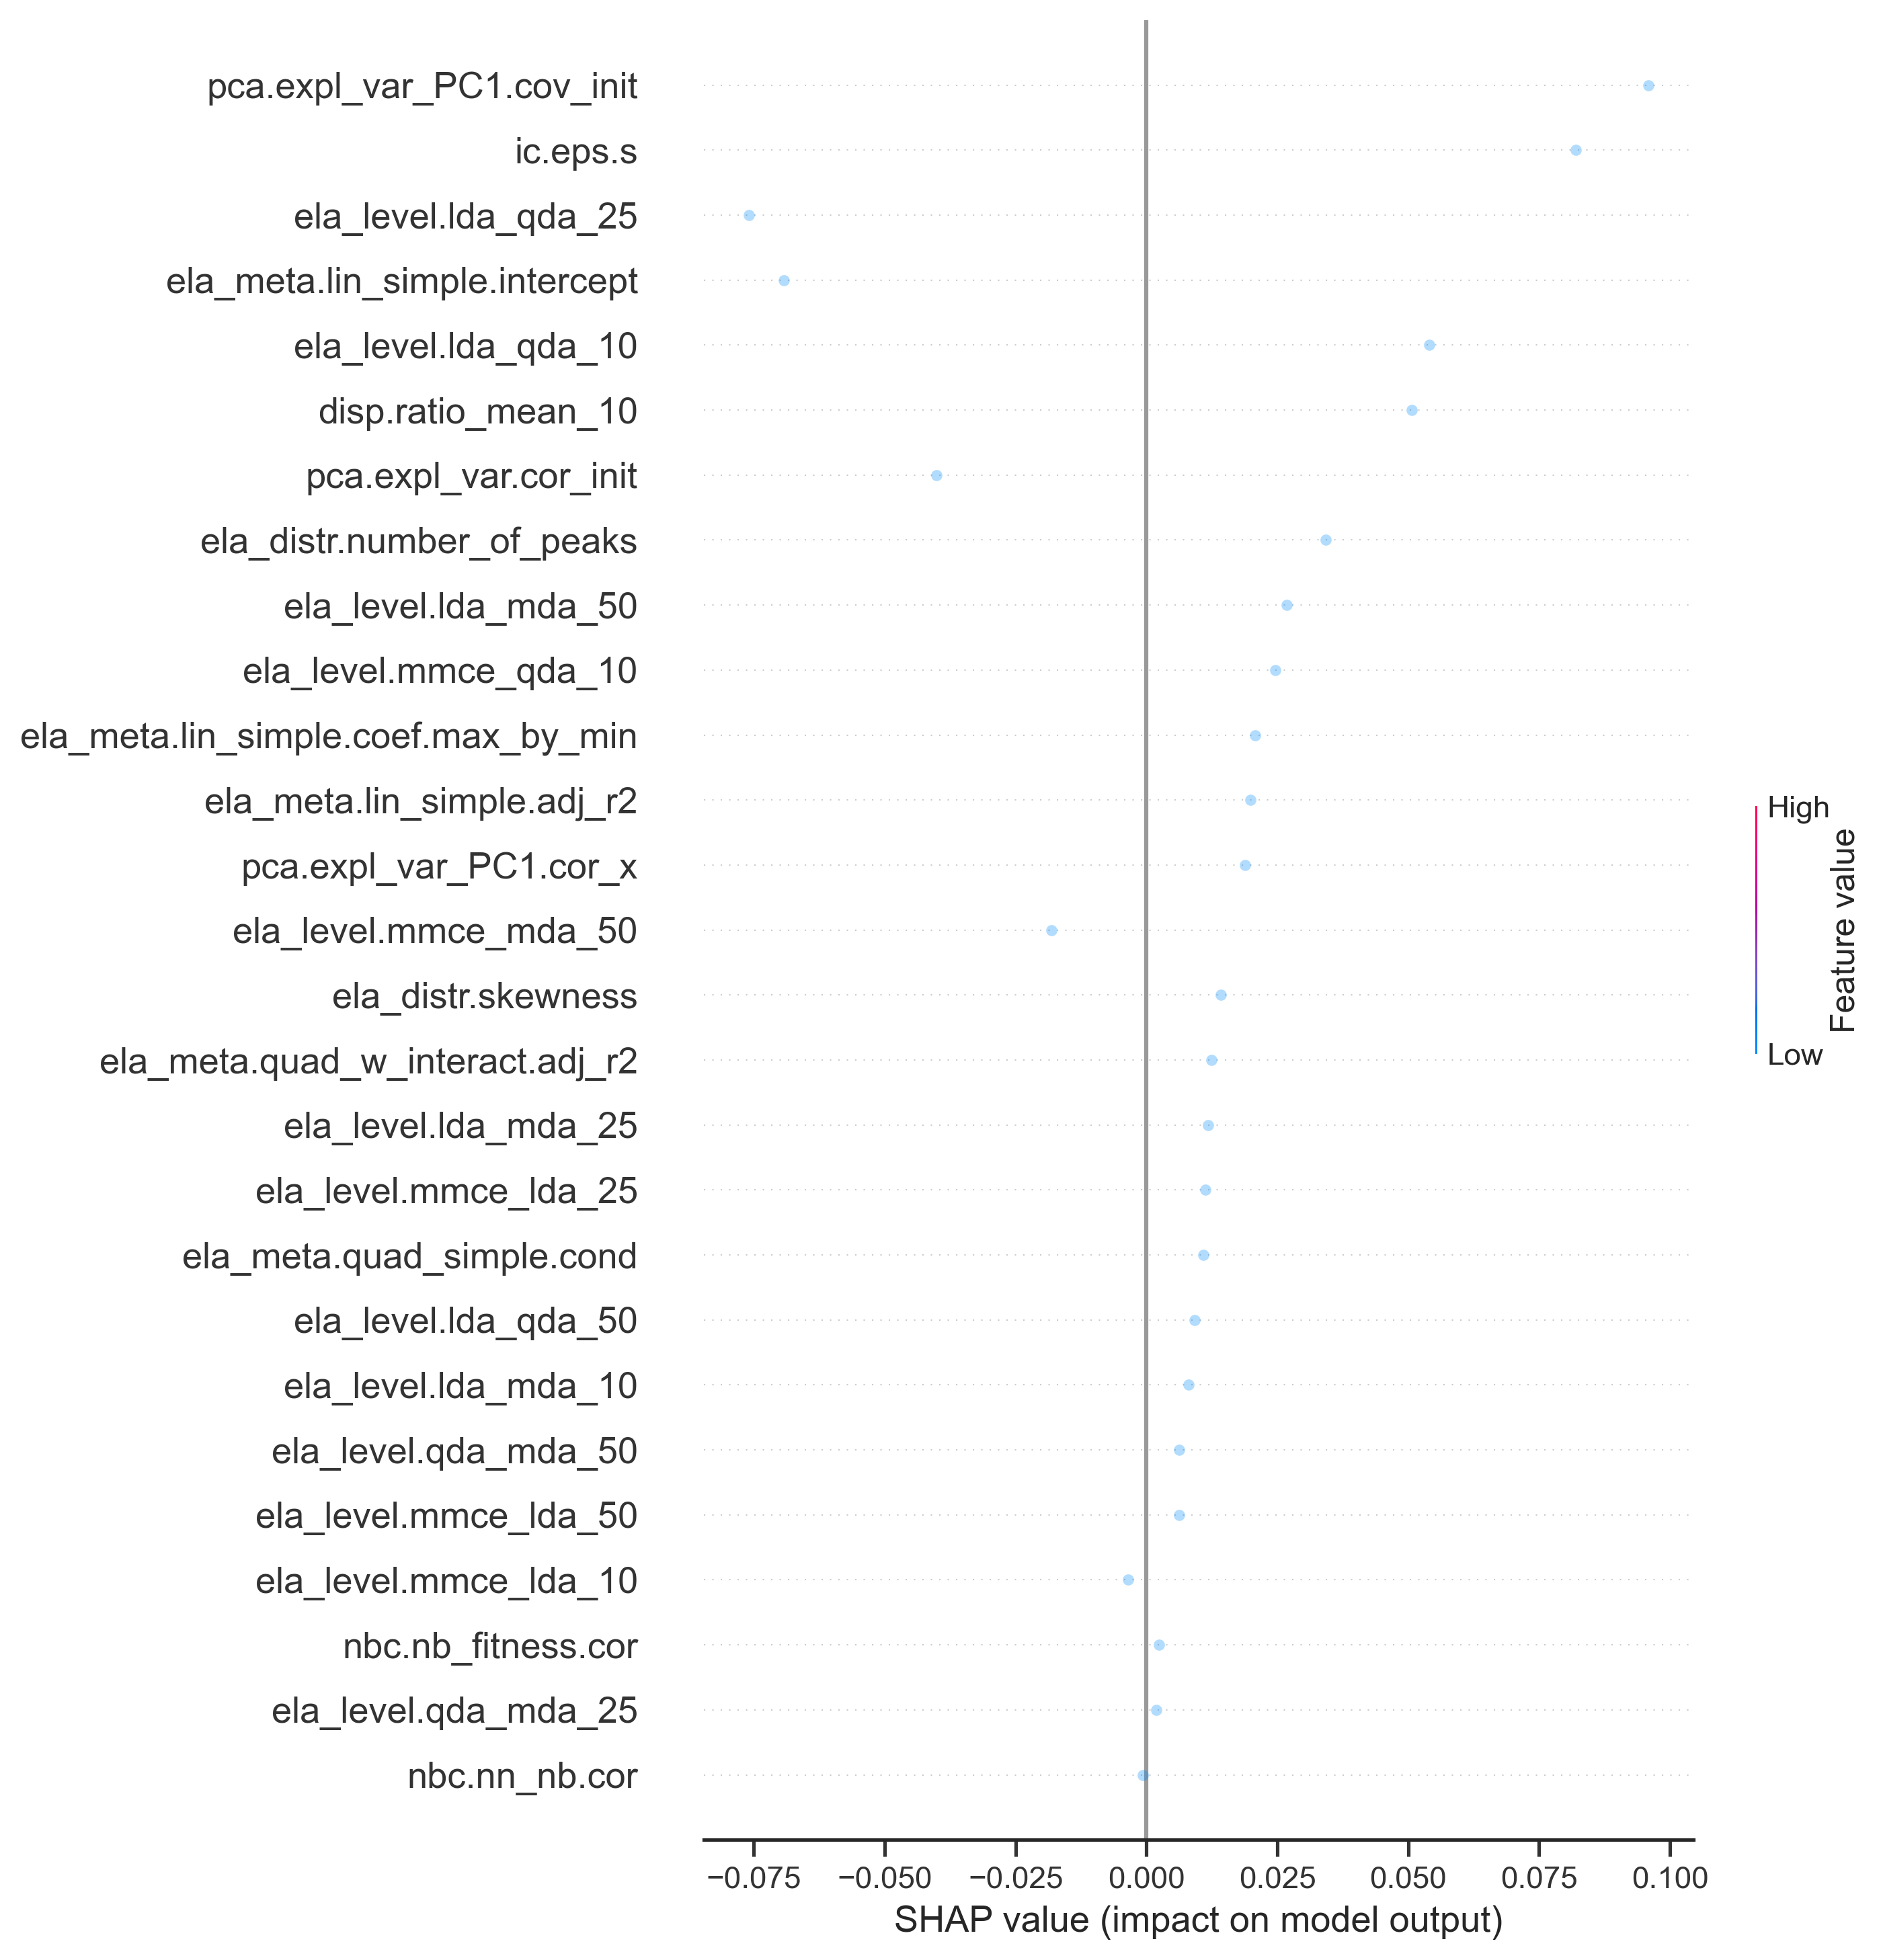 pca.expl_var_PC1.cov_init
ic.eps.s
ela_level.lda_qda_25
ela_meta.lin_simple.intercept
ela_level.lda_qda_10
disp.ratio_mean_10
pca.expl_var.cor_init
ela_distr.number_of_peaks
ela_level.lda_mda_50
ela_level.mmce_qda_10
ela_meta.lin_simple.coef.max_by_min
ela_meta.lin_simple.adj_r2
pca.expl_var_PC1.cor_x
ela_level.mmce_mda_50
ela_distr.skewness
ela_meta.quad_w_interact.adj_r2
ela_level.lda_mda_25
ela_level.mmce_lda_25
ela_meta.quad_simple.cond
ela_level.lda_qda_50
ela_level.lda_mda_10
ela_level.qda_mda_50
ela_level.mmce_lda_50
ela_level.mmce_lda_10
nbc.nb_fitness.cor
ela_level.qda_mda_25
nbc.nn_nb.cor
−0.075 −0.050 −0.025 0.000 0.025 0.050 0.075 0.100
SHAP value (impact on model output)
High
Feature value
Low